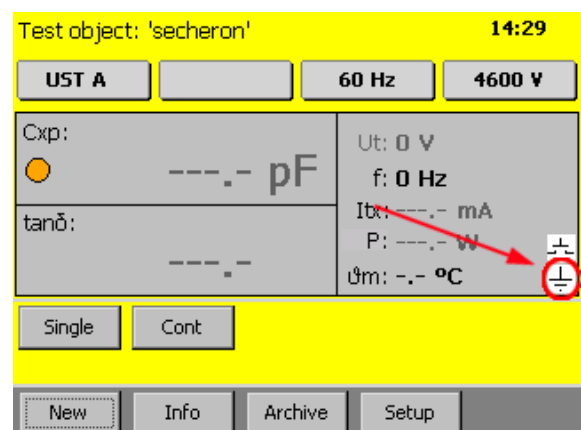 Test object: 'secheron' 14:29
UST A 60 Hz 4600 V
Cxp:
---.- pF
tanδ:
---.-
Ut: 0 V
f: 0 Hz
Itx: ---.- mA
P: ---.- W
ϑm: -.- ºC
Single Cont
New Info Archive Setup